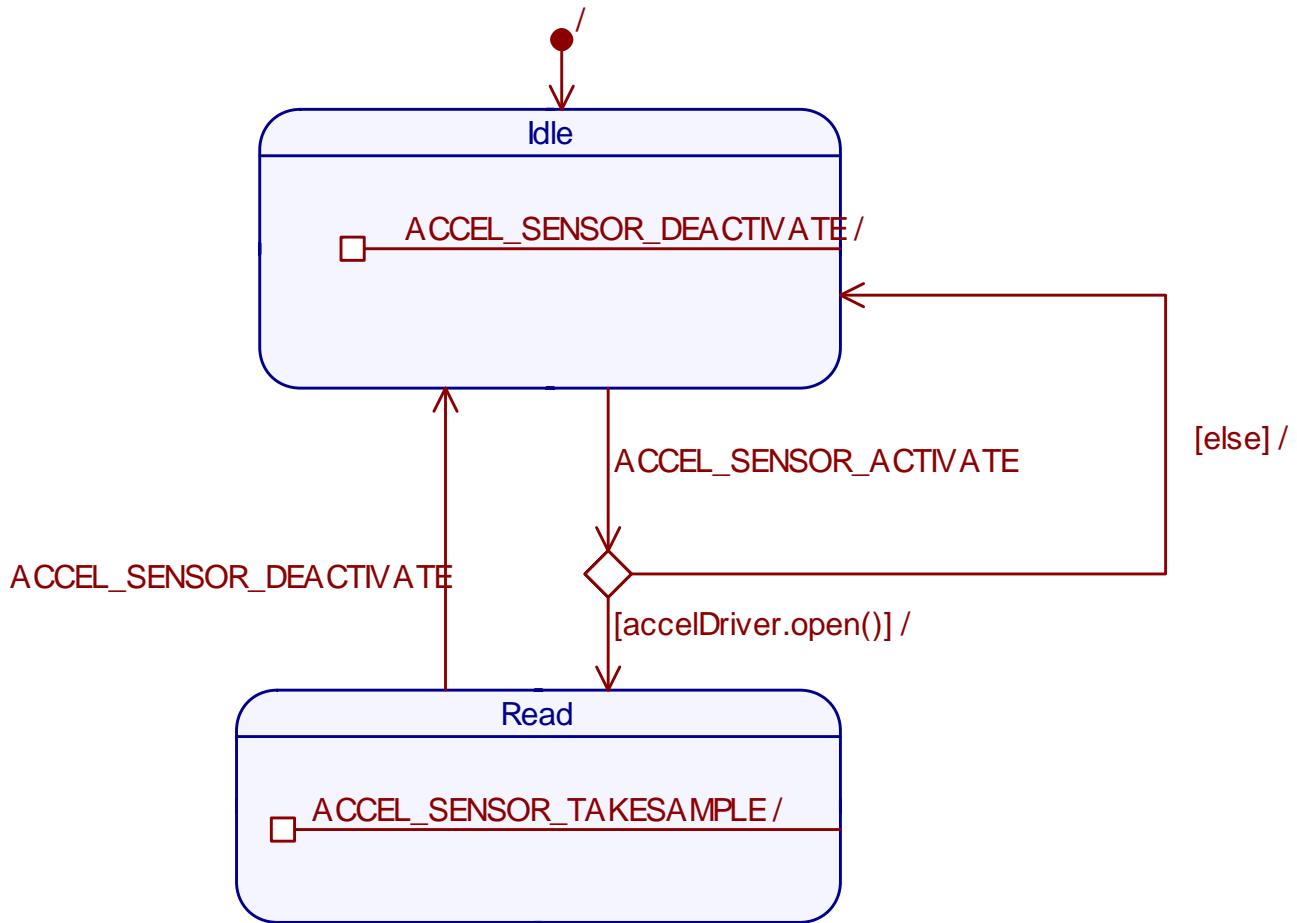 /
Idle
ACCEL_SENSOR_DEACTIVATE /
[else] /
ACCEL_SENSOR_ACTIVATE
ACCEL_SENSOR_DEACTIVATE
[accelDriver.open()] /
Read
ACCEL_SENSOR_TAKESAMPLE /